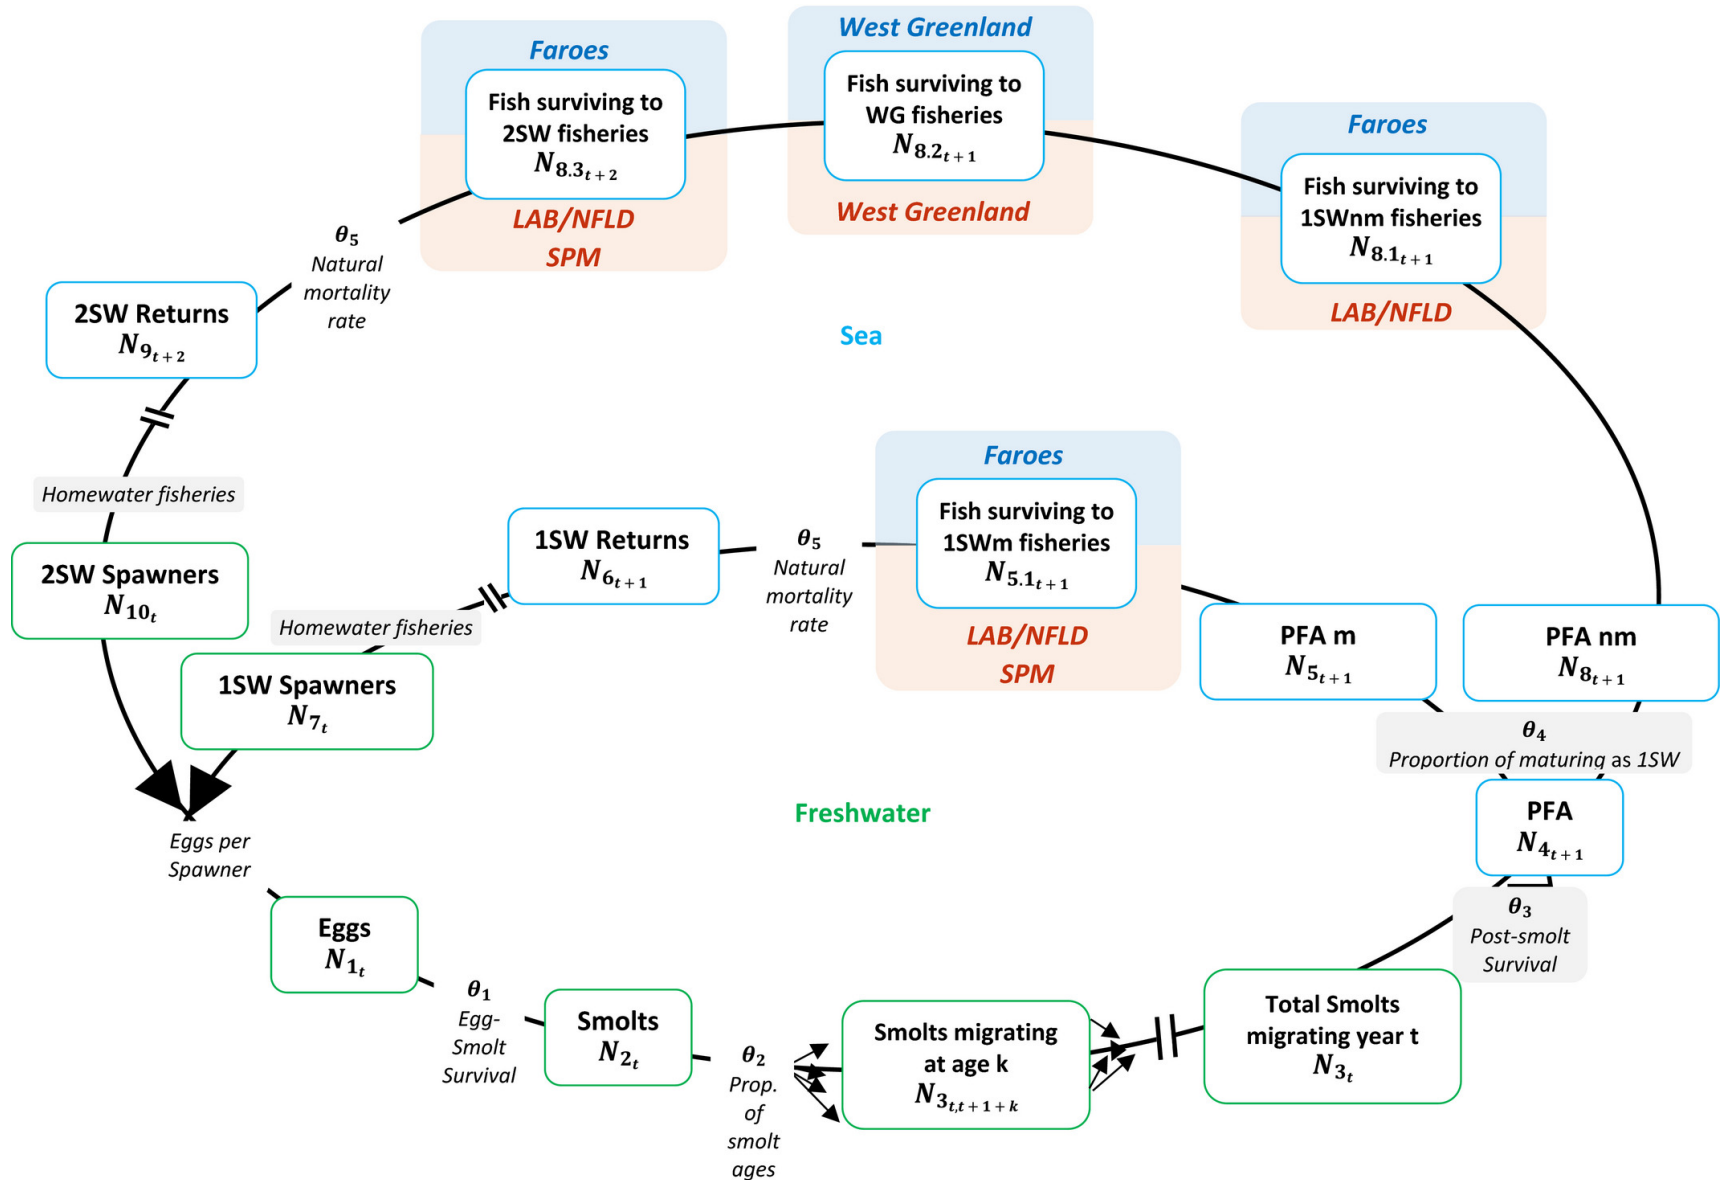 West Greenland
Faroes
Fish surviving to
WG fisheries
N8.2t + 1
Fish surviving to
2SW fisheries
N8.3t + 2
Faroes
Fish surviving to
1SWnm fisheries
N8.1t + 1
LAB/NFLD
SPM
West Greenland
LAB/NFLD
θ5
Natural
mortality
rate
2SW Returns
N9t + 2
Sea
Homewater fisheries
Faroes
Fish surviving to
1SWm fisheries
N5.1t + 1
LAB/NFLD
SPM
1SW Returns
N6t + 1
θ5
Natural
mortality
rate
2SW Spawners
N10t
Homewater fisheries
1SW Spawners
N7t
PFA m
N5t + 1
PFA nm
N8t + 1
θ4
Proportion of maturing as 1SW
Freshwater
PFA
N4t + 1
Eggs per
Spawner
θ3
Post-smolt
Survival
Eggs
N1t
θ1
Egg-
Smolt
Survival
Smolts
N2t
θ2
Prop.
of
smolt
ages
Smolts migrating
at age k
N3t,t + 1 + k
Total Smolts
migrating year t
N3t